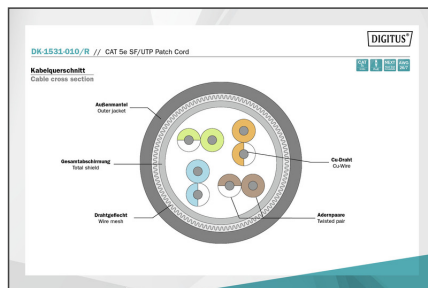 DIGITUS®
DK-1531-010/R // CAT 5e SF/UTP Patch Cord
Kabelquerschnitt
Cable cross section
Außenmantel
Outer jacket
Gesamtabschirmung
Total shield
Drahtgeflecht
Wire mesh
Cu-Draht
Cu-Wire
Adernpaare
Twisted pair